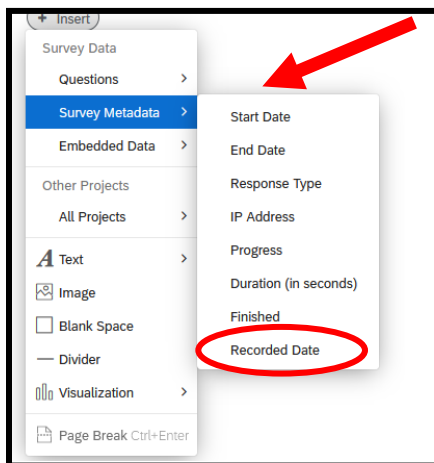 + Insert
Survey Data
Questions
Survey Metadata
Embedded Data
Other Projects
All Projects
A Text
Image
Blank Space
Divider
Visualization
Page Break Ctrl+Enter
Start Date
End Date
Response Type
IP Address
Progress
Duration (in seconds)
Finished
Recorded Date